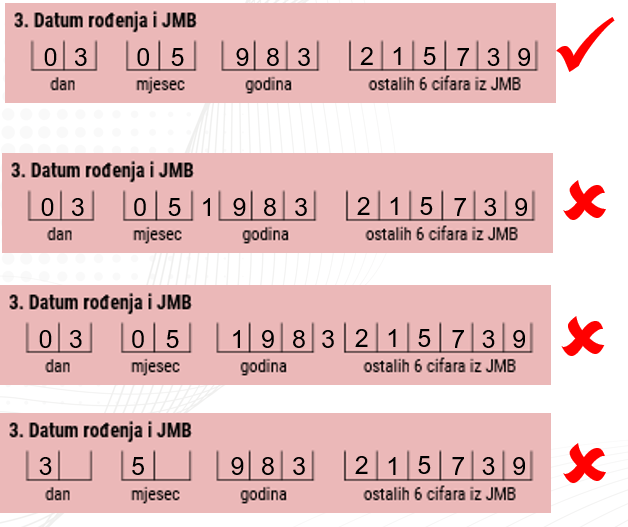 3. Datum rođenja i JMB
0 3 0 5 9 8 3 2 1 5 7 3 9
dan mjesec godina ostalih 6 cifara iz JMB
3. Datum rođenja i JMB
0 3 0 5 1 9 8 3 2 1 5 7 3 9
dan mjesec godina ostalih 6 cifara iz JMB
3. Datum rođenja i JMB
0 3 0 5 1 9 8 3 2 1 5 7 3 9
dan mjesec godina ostalih 6 cifara iz JMB
3. Datum rođenja i JMB
3 5 9 8 3 2 1 5 7 3 9
dan mjesec godina ostalih 6 cifara iz JMB